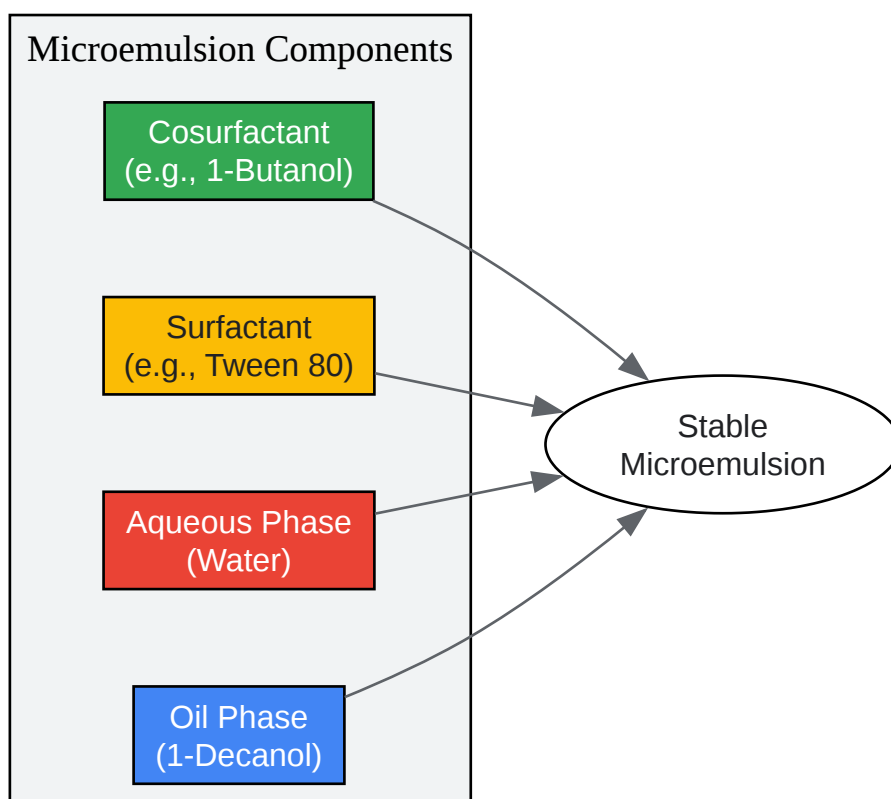 Microemulsion Components
Cosurfactant
(e.g., 1-Butanol)
Surfactant
(e.g., Tween 80)
Stable
Microemulsion
Aqueous Phase
(Water)
Oil Phase
(1-Decanol)